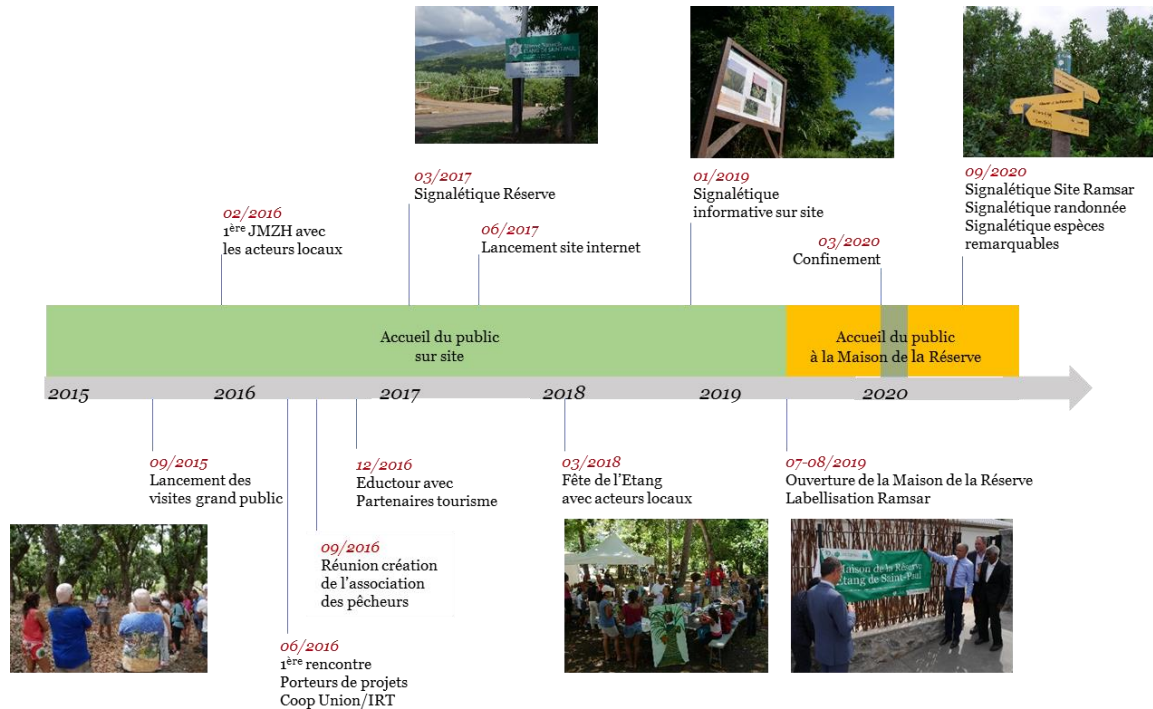 ETANG DE SAINT-PAUL
03/2017
Signalétique Réserve
01/2019
Signalétique
informative sur site
09/2020
Signalétique Site Ramsar
Signalétique randonnée
Signalétique espèces
remarquables
02/2016
1ère JMZH avec
les acteurs locaux
06/2017
Lancement site internet
03/2020
Confinement
Accueil du public
sur site
Accueil du public
à la Maison de la Réserve
2015
2016
2017
2018
2019
2020
09/2015
Lancement des
visites grand public
12/2016
Eductour avec
Partenaires tourisme
03/2018
Fête de l’Etang
avec acteurs locaux
07-08/2019
Ouverture de la Maison de la Réserve
Labellisation Ramsar
09/2016
Réunion création
de l’association
des pêcheurs
06/2016
1ère rencontre
Porteurs de projets
Coop Union/IRT
Maison de la Réserve
Etang de Saint-Paul